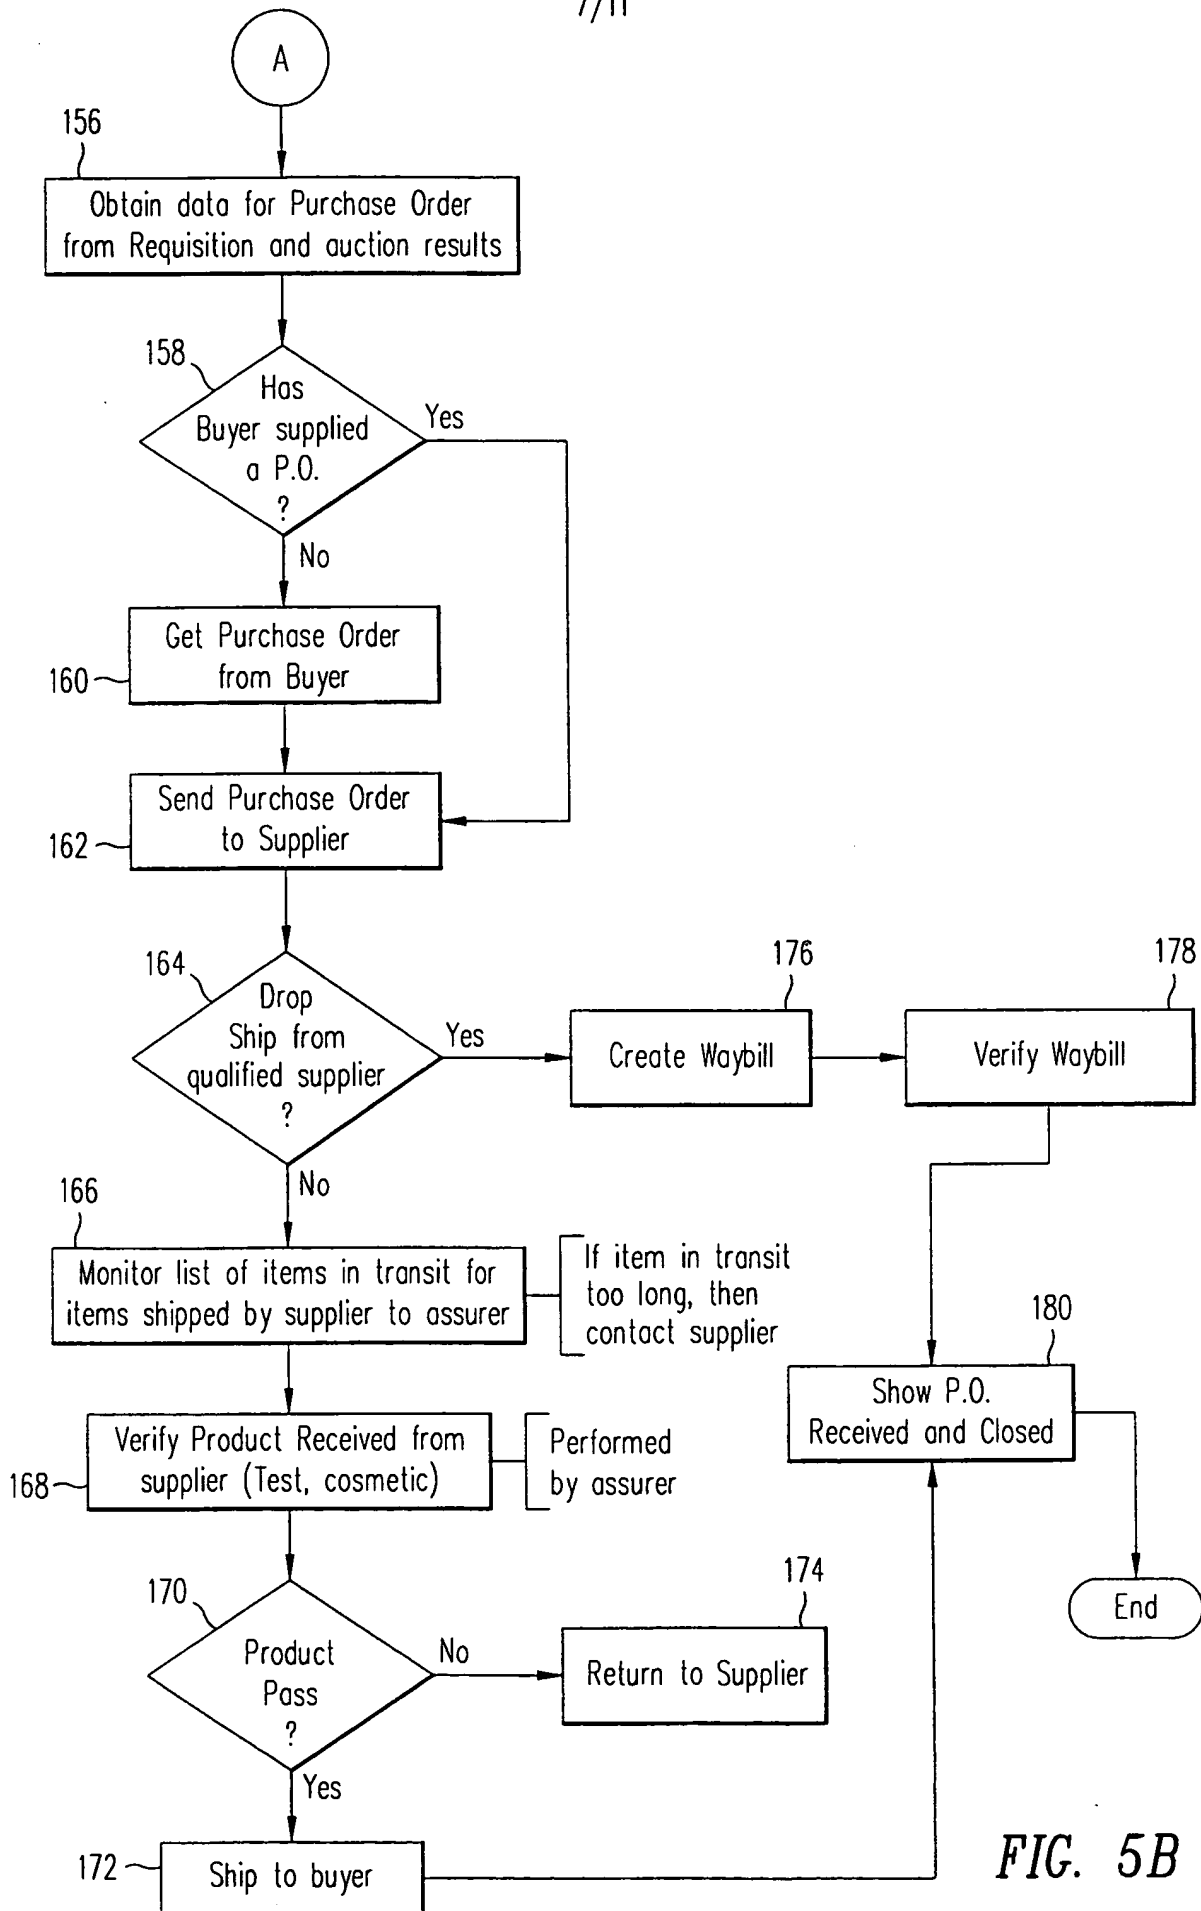 7/11
A
156
Obtain data for Purchase Order
from Requisition and auction results
158
Has
Buyer supplied
a P.O.
?
Yes
No
Get Purchase Order
from Buyer
160
Send Purchase Order
to Supplier
162
164
Drop
Ship from
qualified supplier
?
Yes
176
Create Waybill
178
Verify Waybill
No
166
Monitor list of items in transit for
items shipped by supplier to assurer
If item in transit
too long, then
contact supplier
180
Show P.O.
Received and Closed
Verify Product Received from
supplier (Test, cosmetic)
168
Performed
by assurer
End
170
Product
Pass
?
No
174
Return to Supplier
Yes
172
Ship to buyer
FIG. 5B